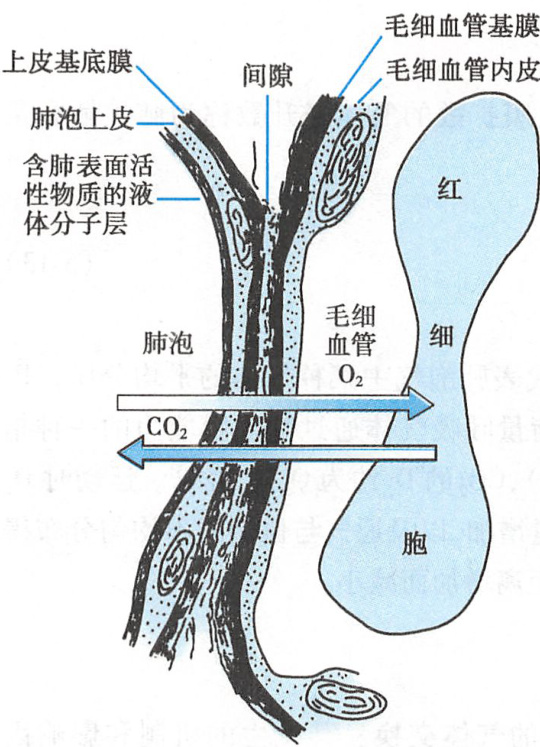 毛细血管基膜
上皮基底膜
间隙
毛细血管内皮
肺泡上皮
含肺表面活
性物质的液
体分子层
红
毛细
血管
细
肺泡
O₂
CO₂
胞